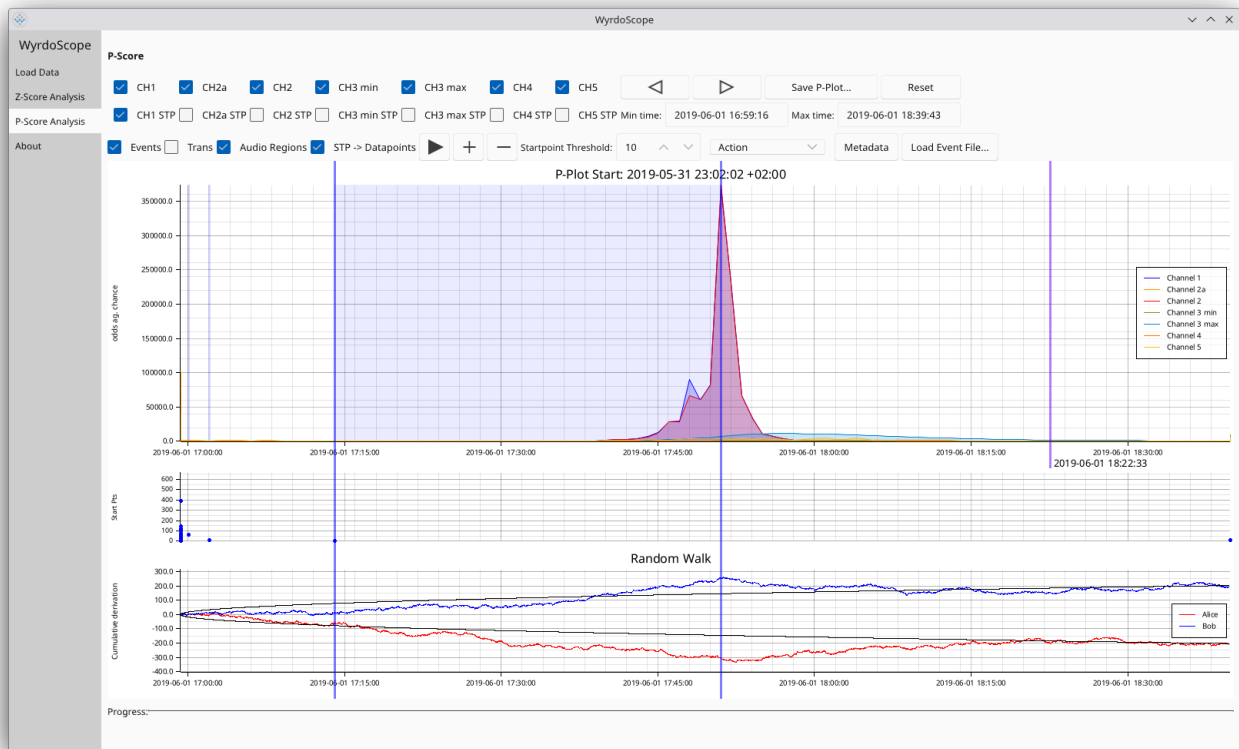 WyrdoScope
WyrdoScope
Load Data
Z-Score Analysis
P-Score Analysis
About
P-Score
CH1 CH2a CH2 CH3 min CH3 max CH4 CH5 Save P-Plot... Reset
CH1 STP CH2a STP CH2 STP CH3 min STP CH3 max STP CH4 STP CH5 STP Min time: 2019-06-01 16:59:16 Max time: 2019-06-01 18:39:43
Events Trans Audio Regions STP -> Datapoints Startpoint Threshold: 10 Action Metadata Load Event File...
P-Plot Start: 2019-05-31 23:02:02 +02:00
odds ag. chance
350000.0
300000.0
250000.0
200000.0
150000.0
100000.0
50000.0
0.0
Channel 1
Channel 2a
Channel 2
Channel 3 min
Channel 3 max
Channel 4
Channel 5
2019-06-01 17:00:00 2019-06-01 17:15:00 2019-06-01 17:30:00 2019-06-01 17:45:00 2019-06-01 18:00:00 2019-06-01 18:15:00 2019-06-01 18:30:00
2019-06-01 18:22:33
Start Pts
600
500
400
300
200
100
0
Random Walk
Cumulative derivation
300.0
200.0
100.0
0.0
-100.0
-200.0
-300.0
-400.0
Alice
Bob
2019-06-01 17:00:00 2019-06-01 17:15:00 2019-06-01 17:30:00 2019-06-01 17:45:00 2019-06-01 18:00:00 2019-06-01 18:15:00 2019-06-01 18:30:00
Progress: